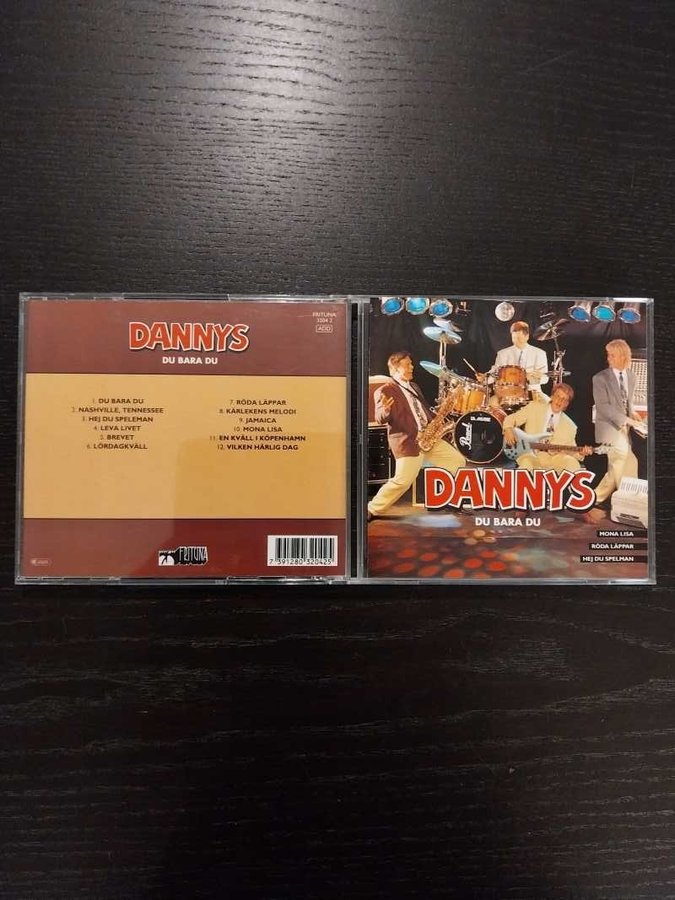 FRITUNA
3204 2
ADD
DANNYS
DU BARA DU
1. DU BARA DU
2. NASHVILLE, TENNESSEE
3. HEJ DU SPELEMAN
4. LEVA LIVET
5. BREVET
6. LÖRDAGKVÄLL
7. RÖDA LÄPPAR
8. KÄRLEKENS MELODI
9. JAMAICA
10. MONA LISA
11. EN KVÄLL I KÖPENHAMN
12. VILKEN HÄRLIG DAG
FRITUNA
7 391280 320425
Pearl
DANNYS
DU BARA DU
MONA LISA
RÖDA LÄPPAR
HEJ DU SPELMAN